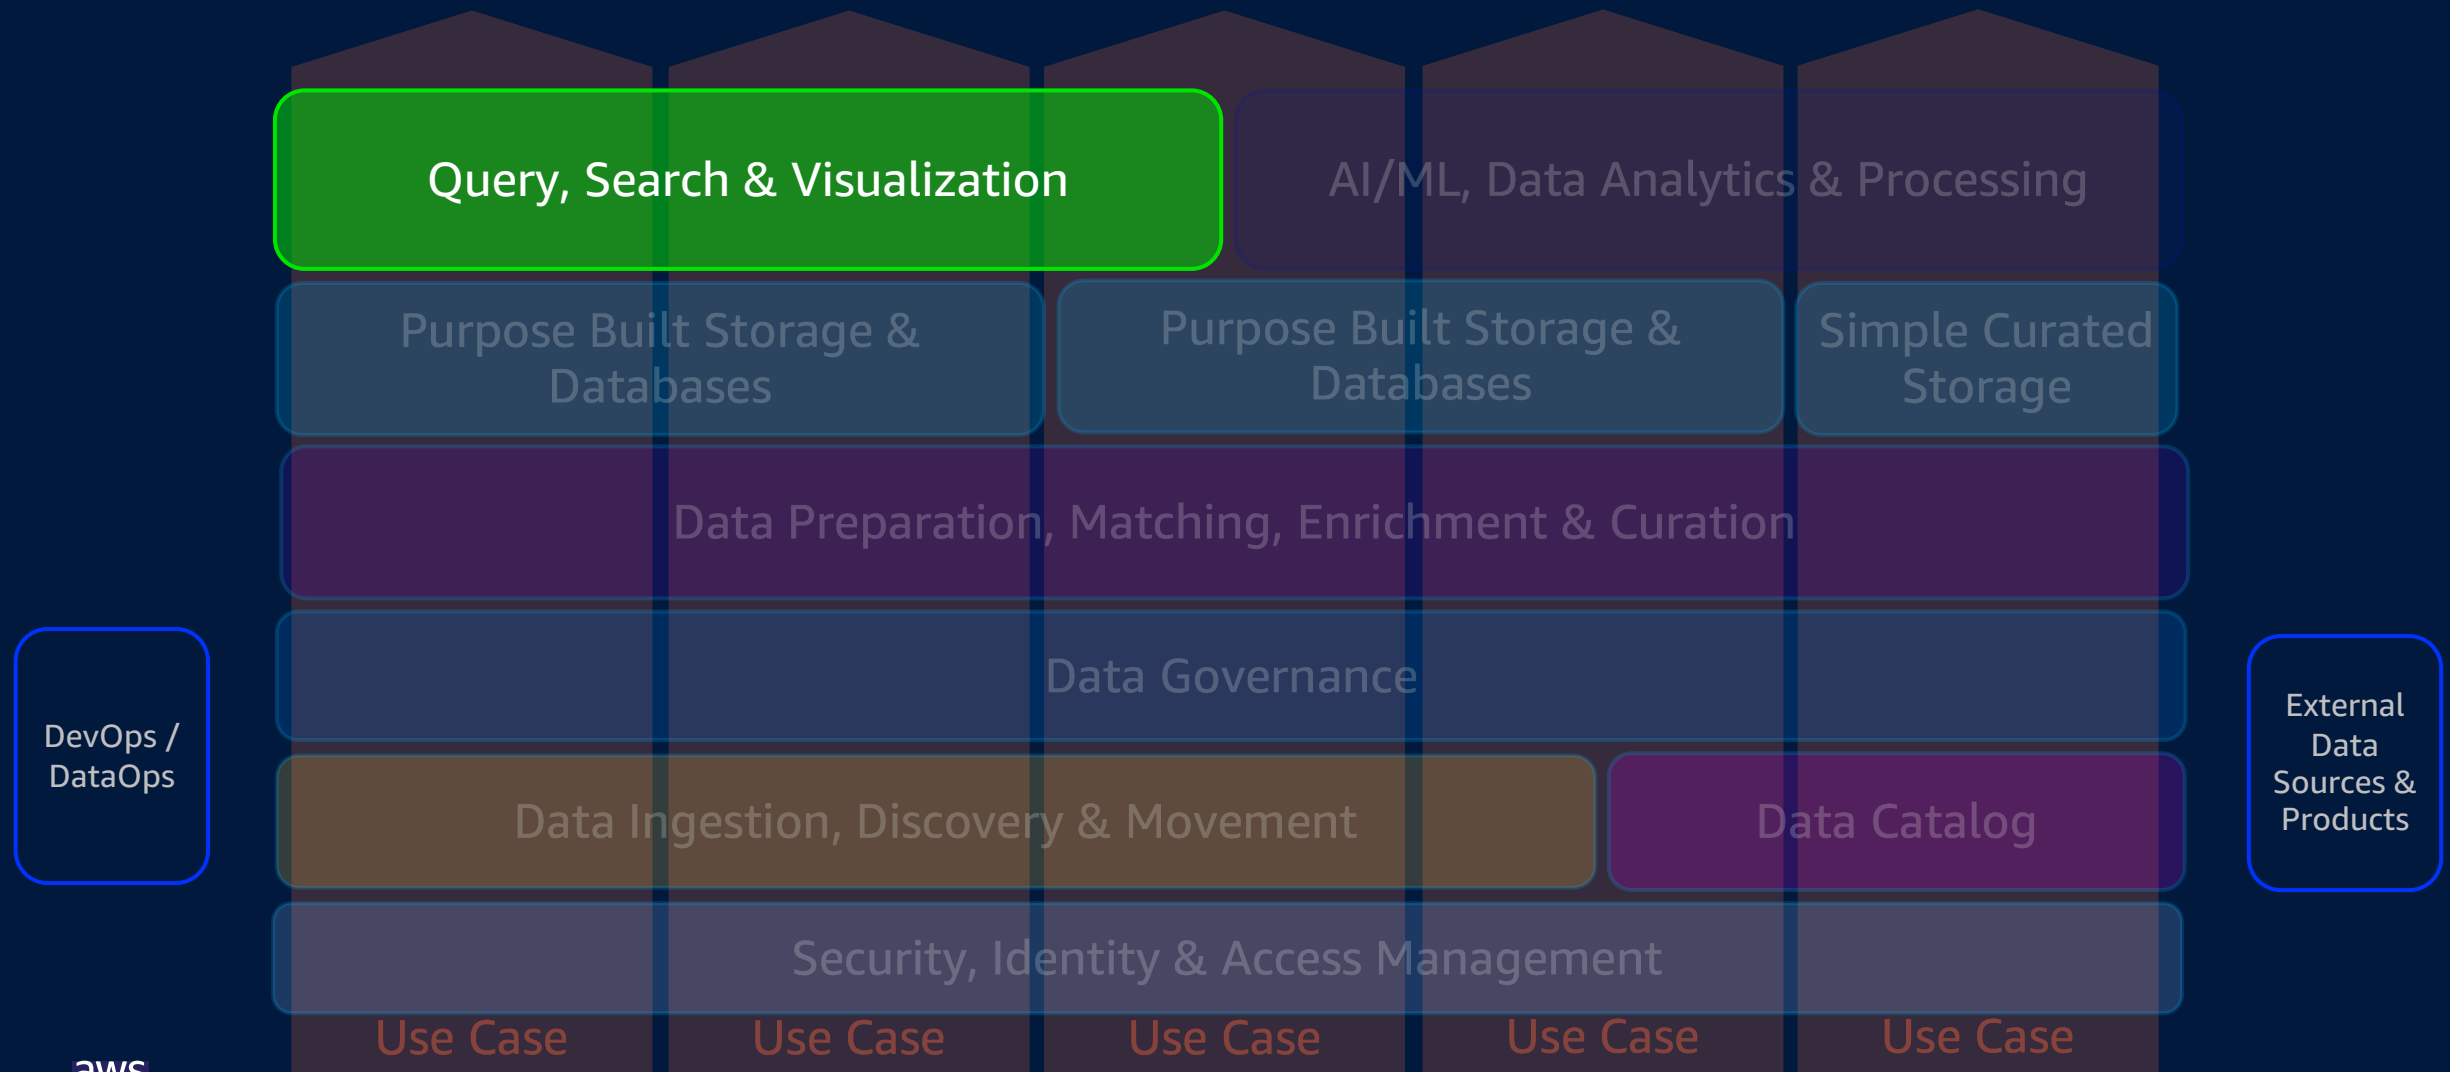 Query, Search & Visualization
AI/ML, Data Analytics & Processing
Purpose Built Storage &
Databases
Purpose Built Storage &
Databases
Simple Curated
Storage
Data Preparation, Matching, Enrichment & Curation
Data Governance
DevOps /
DataOps
External
Data
Sources &
Products
Data Ingestion, Discovery & Movement
Data Catalog
Security, Identity & Access Management
Use Case
Use Case
Use Case
Use Case
Use Case
aws